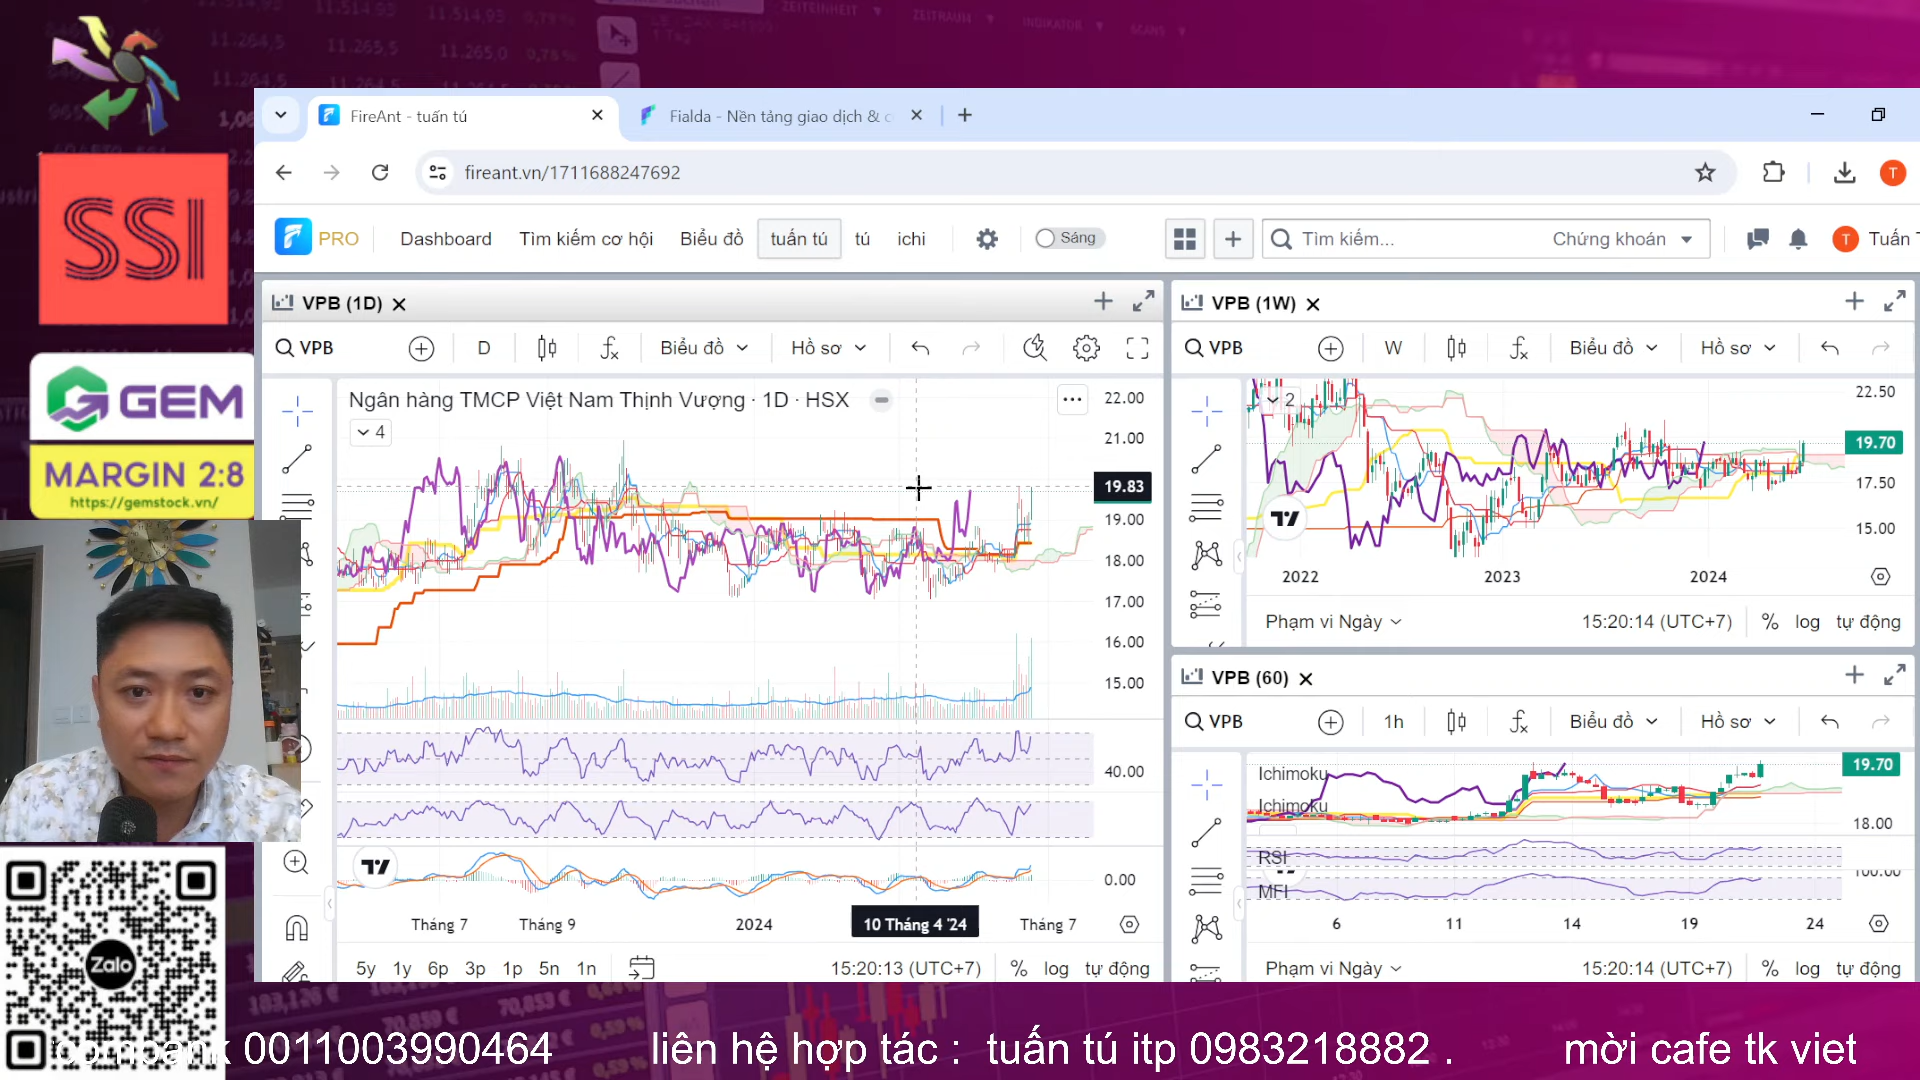 SSI
GEM
MARGIN 2:8
https://gemstock.vn/
Zalo
FireAnt - tuấn tú
Fialda - Nền tảng giao dịch &
fireant.vn/1711688247692
T
PRO
Dashboard
Tìm kiếm cơ hội
Biểu đồ
tuấn tú
tú
ichi
Sáng
Tìm kiếm...
Chứng khoán
T
Tuấn
VPB (1D)
VPB
D
Biểu đồ
Hồ sơ
Ngân hàng TMCP Việt Nam Thịnh Vượng · 1D · HSX
4
22.00
21.00
19.83
19.00
18.00
17.00
16.00
15.00
40.00
0.00
Tháng 7
Tháng 9
2024
10 Tháng 4 '24
Tháng 7
5y 1y 6p 3p 1p 5n 1n
15:20:13 (UTC+7)
% log tự động
VPB (1W)
VPB
W
Biểu đồ
Hồ sơ
2
22.50
19.70
17.50
15.00
2022
2023
2024
Phạm vi Ngày
15:20:14 (UTC+7)
% log tự động
VPB (60)
VPB
1h
Biểu đồ
Hồ sơ
Ichimoku
Ichimoku
RSI
MFI
19.70
18.00
100.00
6
11
14
19
24
Phạm vi Ngày
15:20:14 (UTC+7)
% log tự động
0011003990464 liên hệ hợp tác : tuấn tú itp 0983218882 . mời cafe tk viet